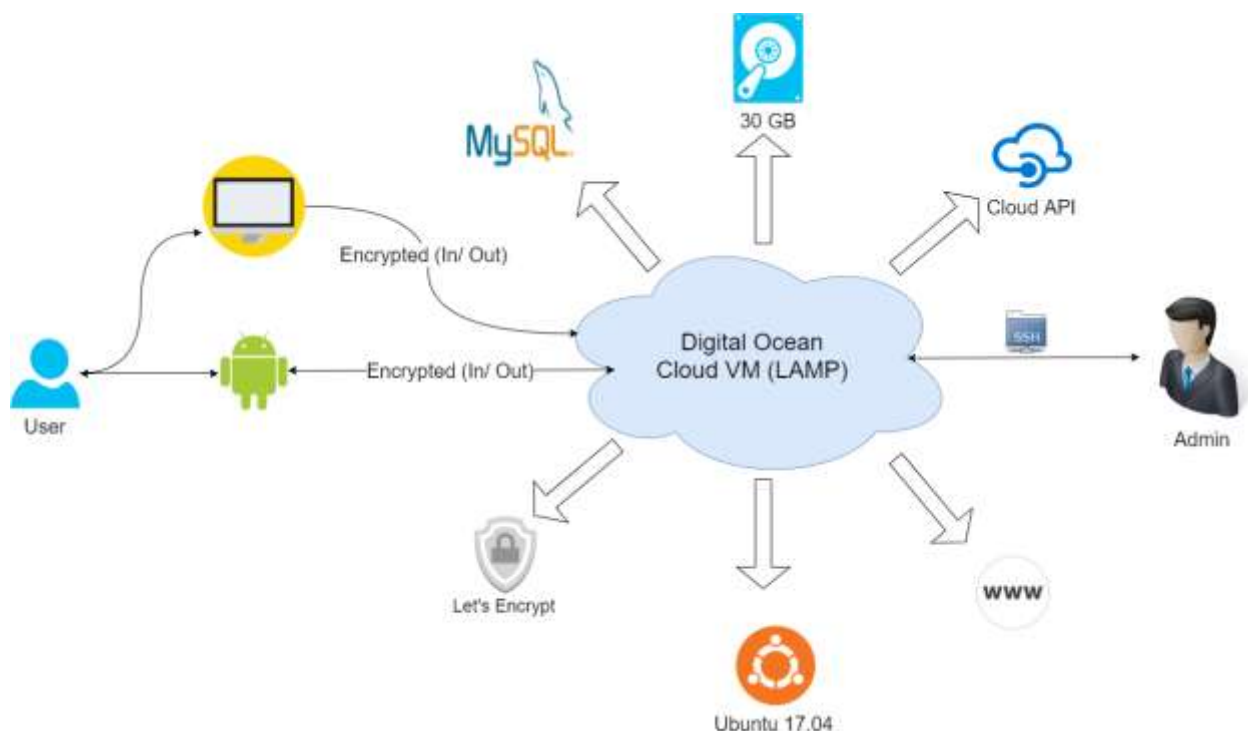 MySQL
30 GB
Cloud API
Encrypted (In/ Out)
Digital Ocean
Cloud VM (LAMP)
SSH
Encrypted (In/ Out)
User
Admin
Let's Encrypt
www
Ubuntu 17.04